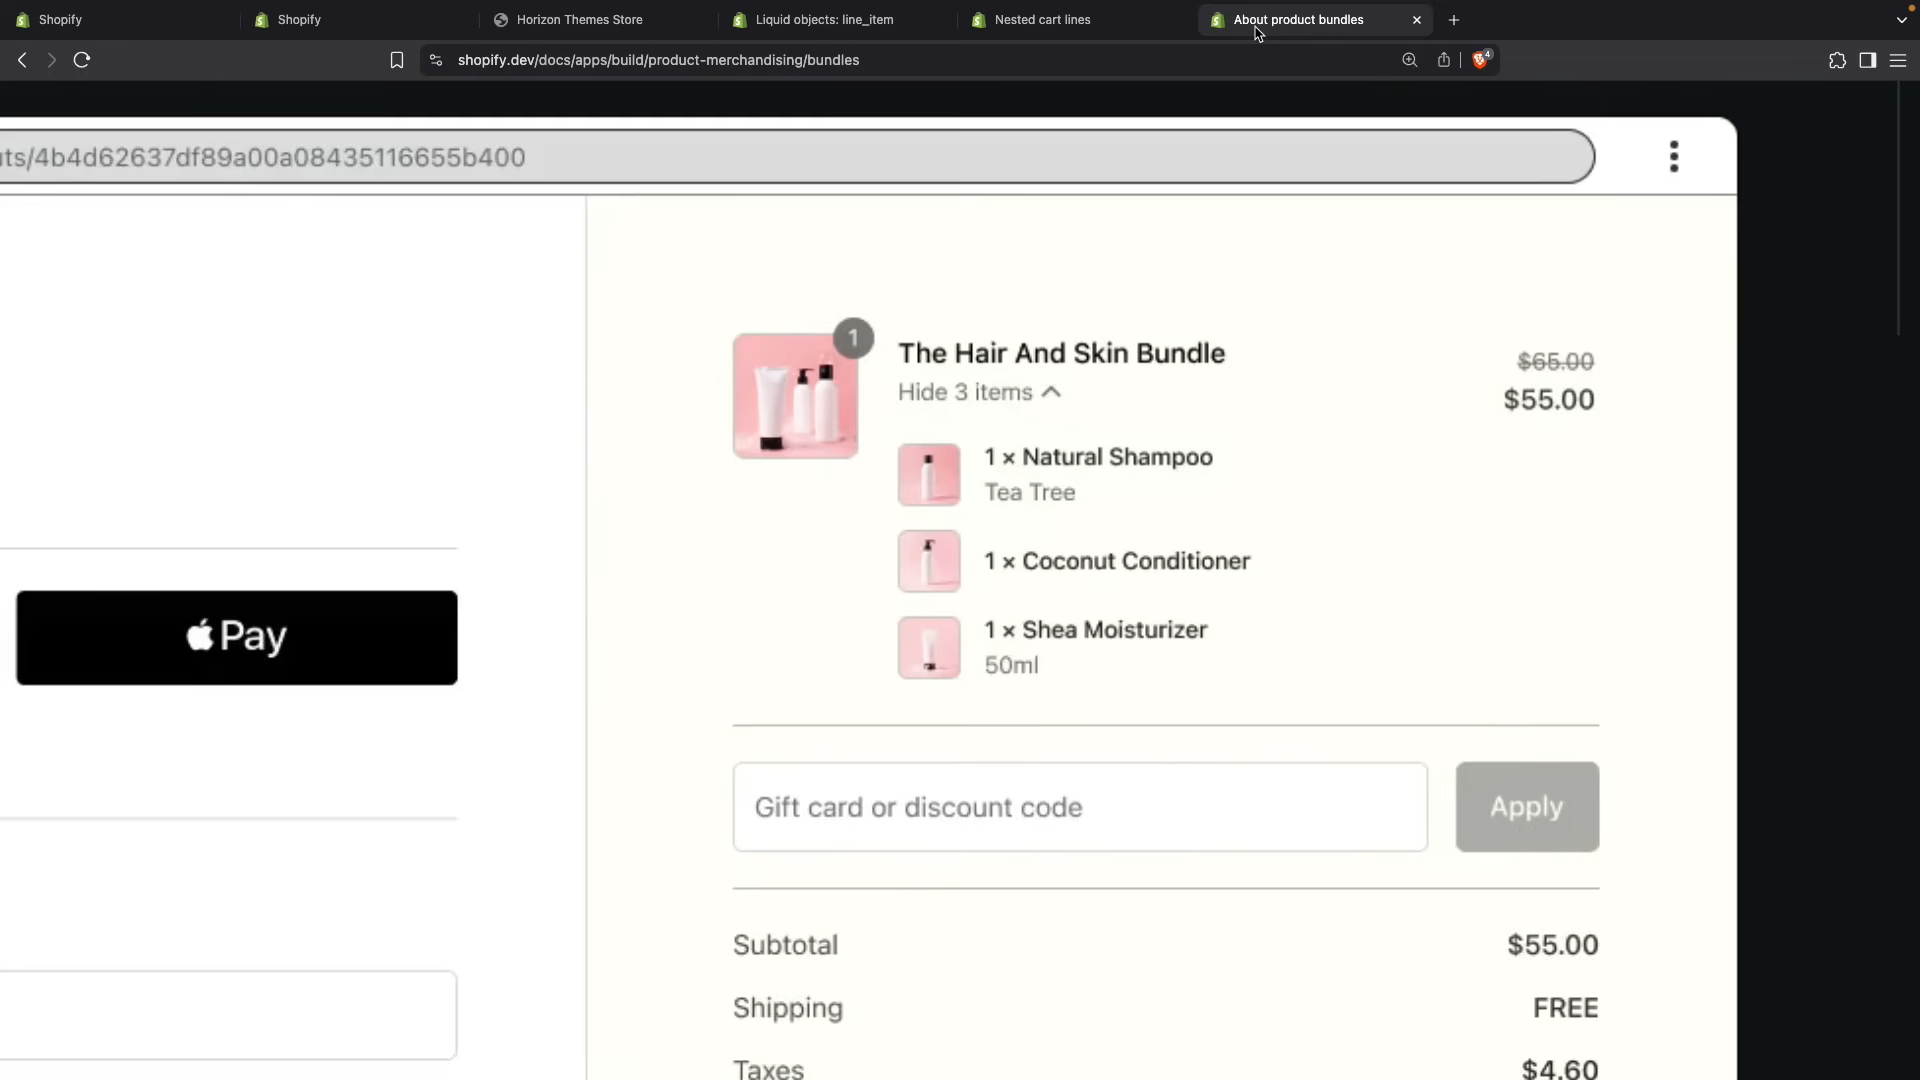 Shopify
Shopify
Horizon Themes Store
Liquid objects: line_item
Nested cart lines
About product bundles
shopify.dev/docs/apps/build/product-merchandising/bundles
4
/4b4d62637df89a00a08435116655b400
1
The Hair And Skin Bundle
$65.00
Hide 3 items
$55.00
1 × Natural Shampoo
Tea Tree
1 × Coconut Conditioner
1 × Shea Moisturizer
50ml
Pay
Gift card or discount code
Apply
Subtotal
$55.00
Shipping
FREE
Taxes
$4.60